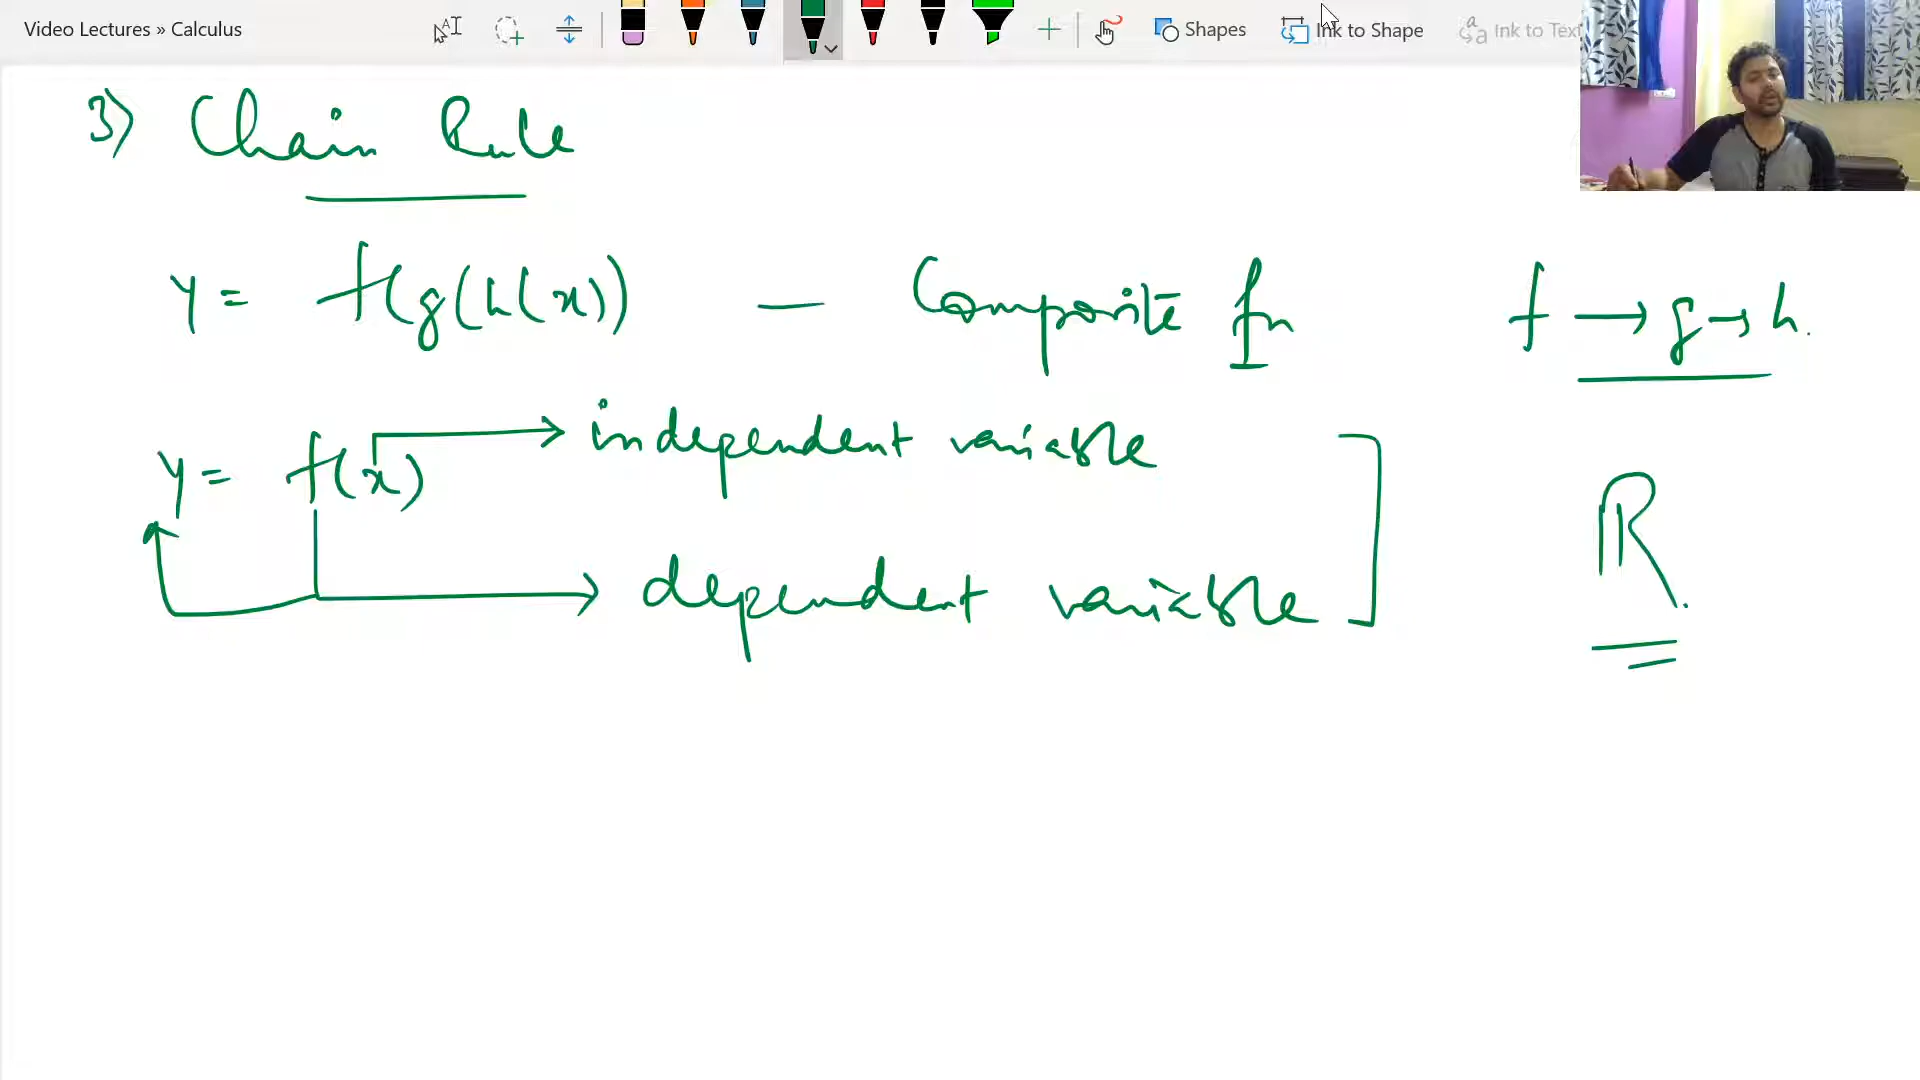 Video Lectures » Calculus
Shapes
Ink to Shape
Ink to Text
3) Chain Rule
y = f(g(h(x)) — Composite fn f → g → h.
y = f(x) → independent variable
→ dependent variable
ℝ.